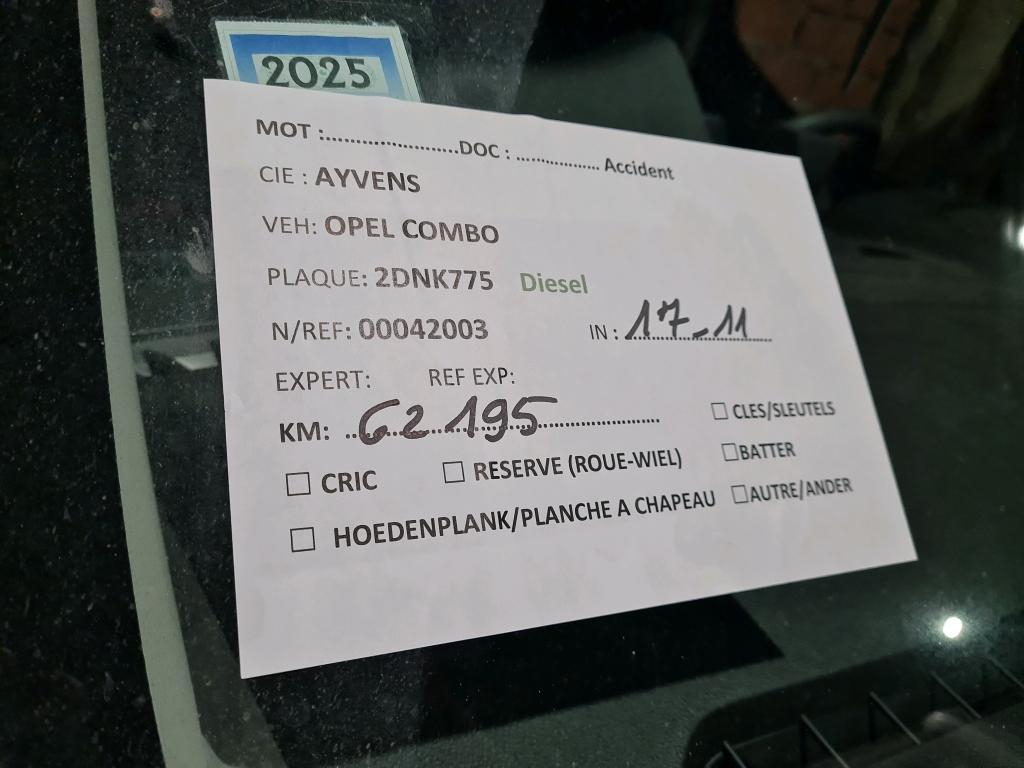 2025
MOT :......................DOC : ................. Accident
CIE : AYVENS
VEH: OPEL COMBO
PLAQUE: 2DNK775 Diesel
N/REF: 00042003 IN : 17-11
EXPERT: REF EXP:
KM: 62195
☐ CLES/SLEUTELS
☐ CRIC ☐ RESERVE (ROUE-WIEL) ☐BATTER
☐ HOEDENPLANK/PLANCHE A CHAPEAU ☐AUTRE/ANDER